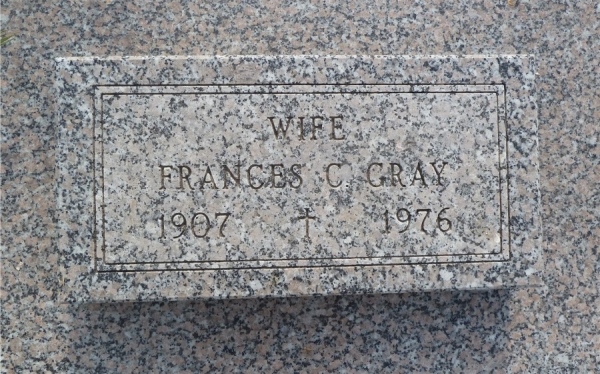 WIFE
FRANCES C. GRAY
1907 † 1976